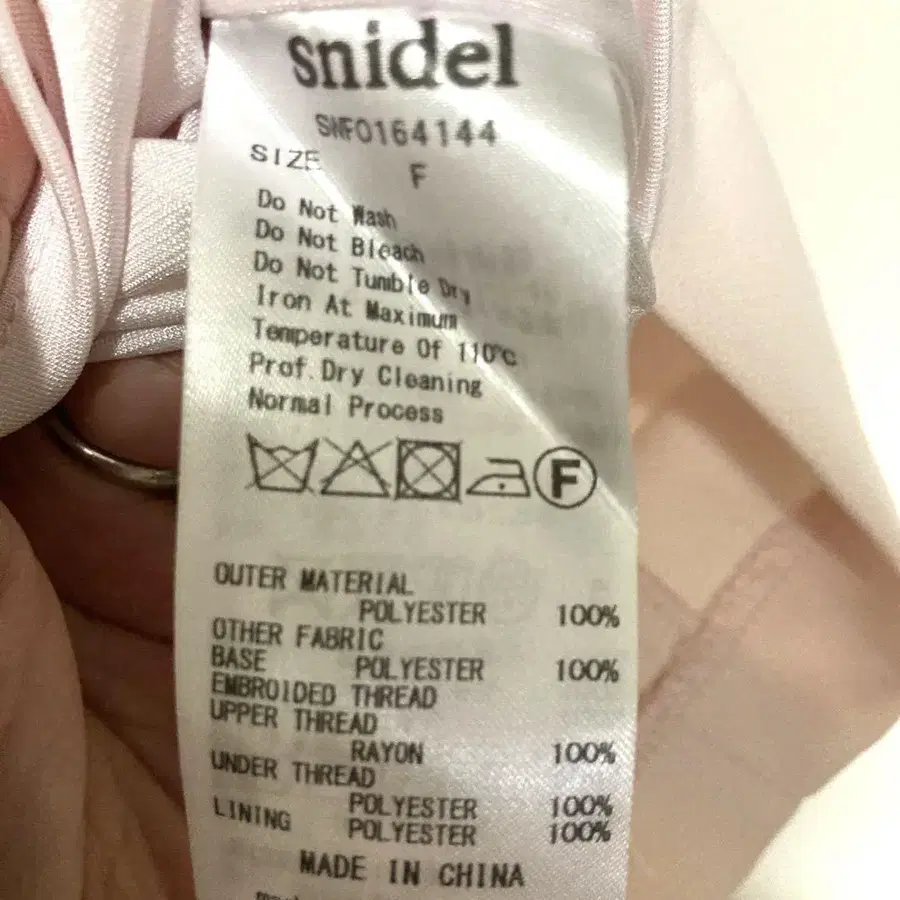 snidel
SWFO164144
SIZE F
Do Not Wash
Do Not Bleach
Do Not Tumble Dry
Iron At Maximum
Temperature Of 110℃
Prof.Dry Cleaning
Normal Process
F
OUTER MATERIAL
POLYESTER 100%
OTHER FABRIC
BASE POLYESTER 100%
EMBROIDED THREAD
UPPER THREAD
RAYON 100%
UNDER THREAD
POLYESTER 100%
LINING POLYESTER 100%
MADE IN CHINA